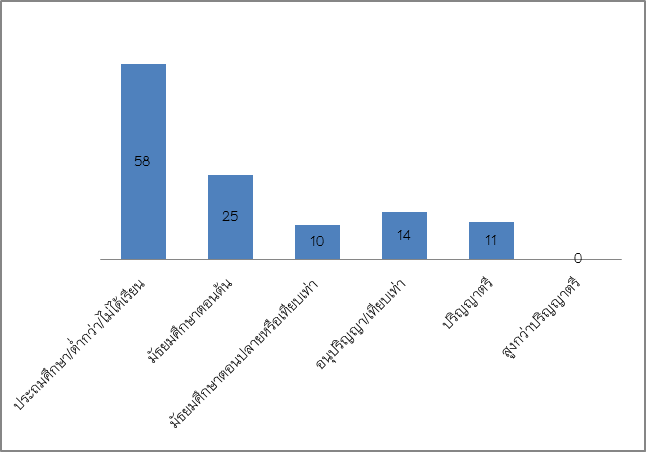 58
25
10
14
11
0
ประถมศึกษา/ต่ำกว่า/ไม่ได้เรียน
มัธยมศึกษาตอนต้น
มัธยมศึกษาตอนปลายหรือเทียบเท่า
อนุปริญญา/เทียบเท่า
ปริญญาตรี
สูงกว่าปริญญาตรี